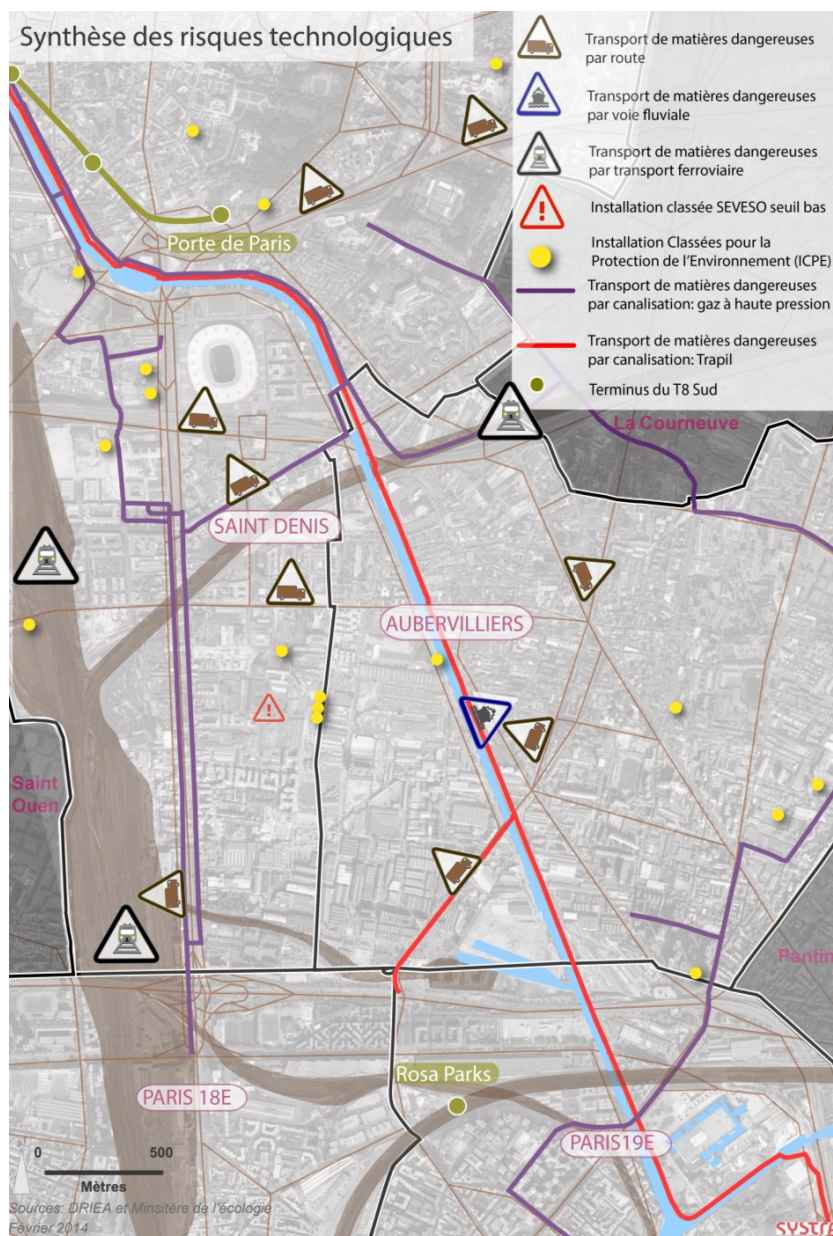 Synthèse des risques technologiques
Transport de matières dangereuses
par route
Transport de matières dangereuses
par voie fluviale
Transport de matières dangereuses
par transport ferroviaire
Installation classée SEVESO seuil bas
Installation Classées pour la
Protection de l'Environnement (ICPE)
Transport de matières dangereuses
par canalisation: gaz à haute pression
Transport de matières dangereuses
par canalisation: Trapil
Terminus du T8 Sud
Porte de Paris
La Courneuve
SAINT DENIS
AUBERVILLIERS
Saint
Ouen
Pantin
Rosa Parks
PARIS 18E
PARIS19E
0 500
Mètres
Sources: DRIEA et Minsitère de l'écologie
Février 2014
systra